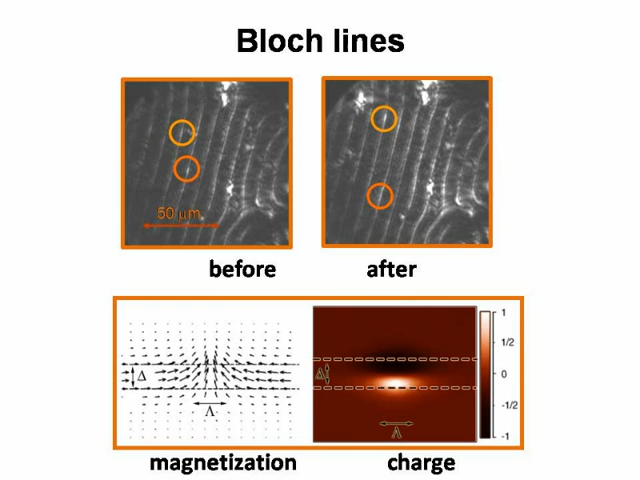 Bloch lines
50 μm
before
after
Δ
Λ
Δ
Λ
1
1/2
0
-1/2
-1
magnetization
charge